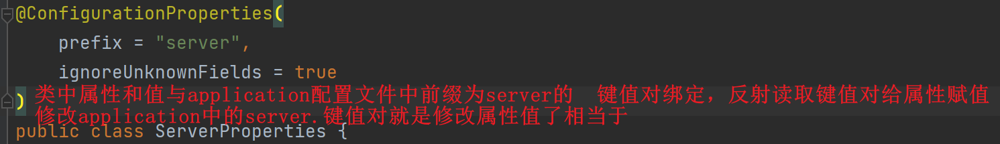 @ConfigurationProperties(
prefix = "server",
ignoreUnknownFields = true
) 类中属性和值与application配置文件中前缀为server的 键值对绑定，反射读取键值对给属性赋值
修改application中的server.键值对就是修改属性值了相当于
public class ServerProperties {